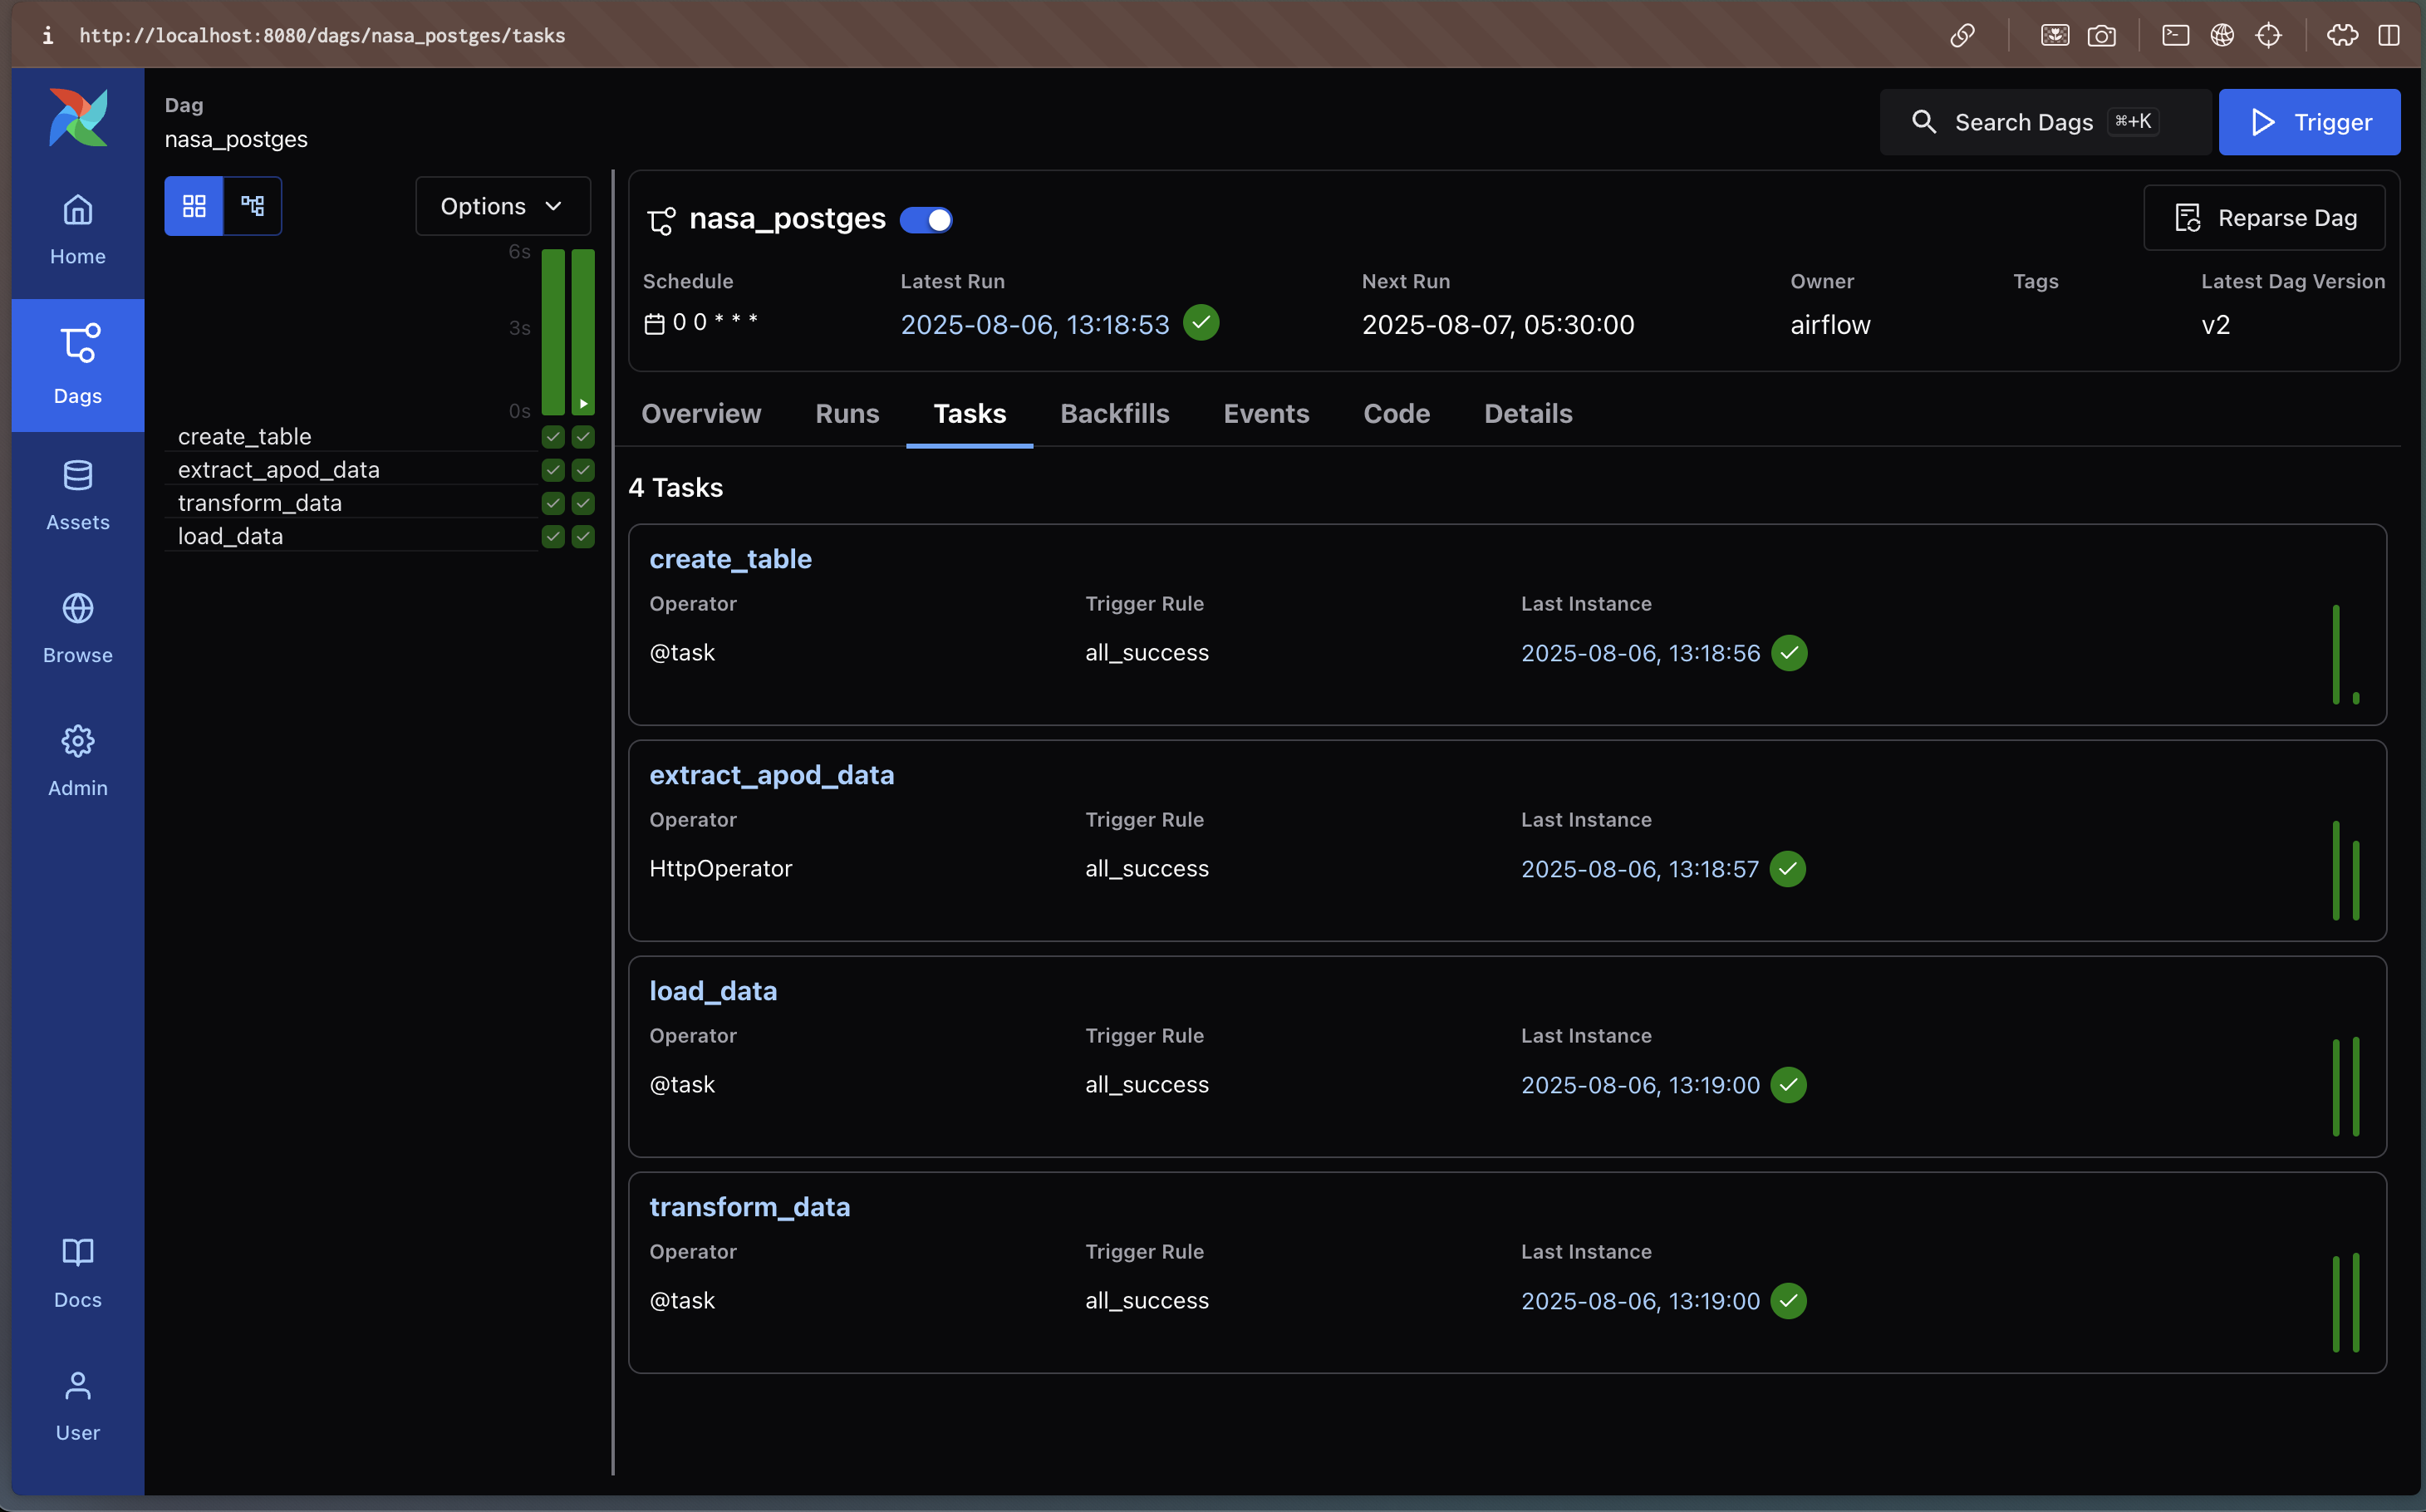 i http://localhost:8080/dags/nasa_postges/tasks
Home
Dags
Assets
Browse
Admin
Docs
User
Dag
nasa_postges
Search Dags ⌘+K
Trigger
Options
6s
3s
0s
create_table
extract_apod_data
transform_data
load_data
nasa_postges
Reparse Dag
Schedule Latest Run Next Run Owner Tags Latest Dag Version
0 0 * * * 2025-08-06, 13:18:53 2025-08-07, 05:30:00 airflow v2
Overview Runs Tasks Backfills Events Code Details
4 Tasks
create_table
Operator Trigger Rule Last Instance
@task all_success 2025-08-06, 13:18:56
extract_apod_data
Operator Trigger Rule Last Instance
HttpOperator all_success 2025-08-06, 13:18:57
load_data
Operator Trigger Rule Last Instance
@task all_success 2025-08-06, 13:19:00
transform_data
Operator Trigger Rule Last Instance
@task all_success 2025-08-06, 13:19:00